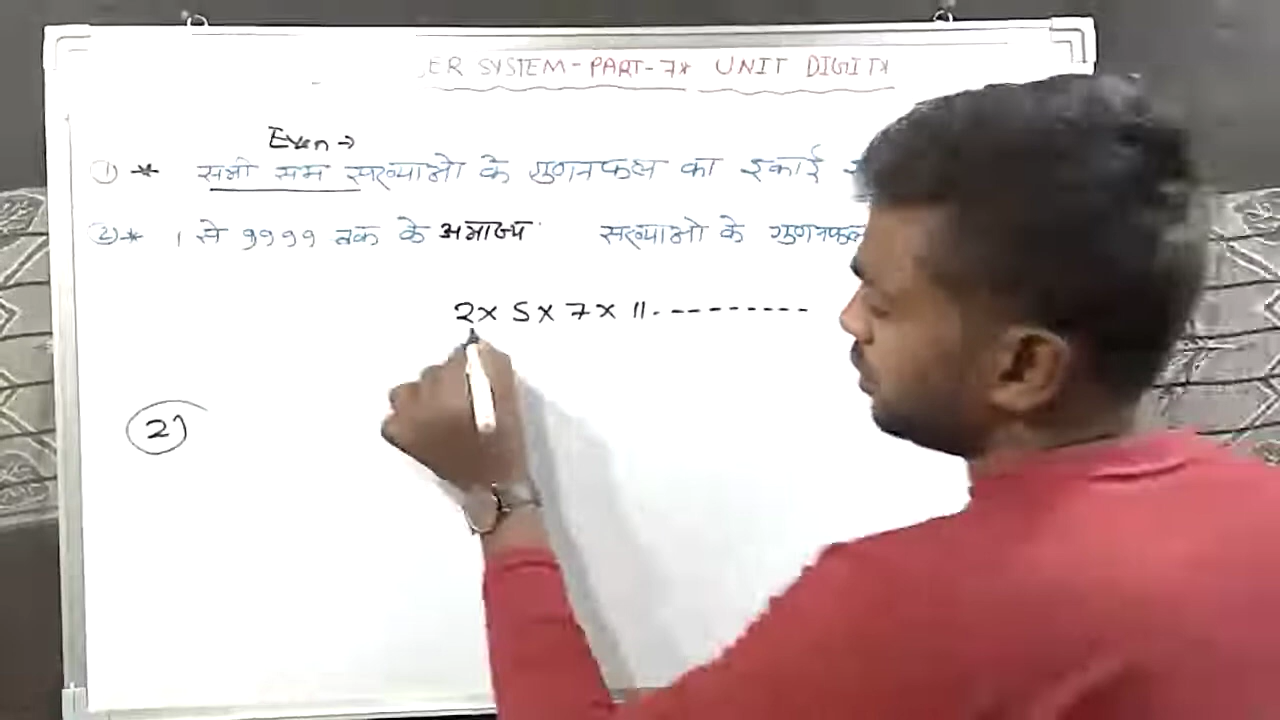 ER SYSTEM-PART-7* UNIT DIGIT*
Even →
① * सभी सम संख्याओ के गुणनफल का इकाई
② * 1 से 9999 तक के अभाज्य संख्याओ के गुणनफल
2 x 5 x 7 x 11. ---------
2)